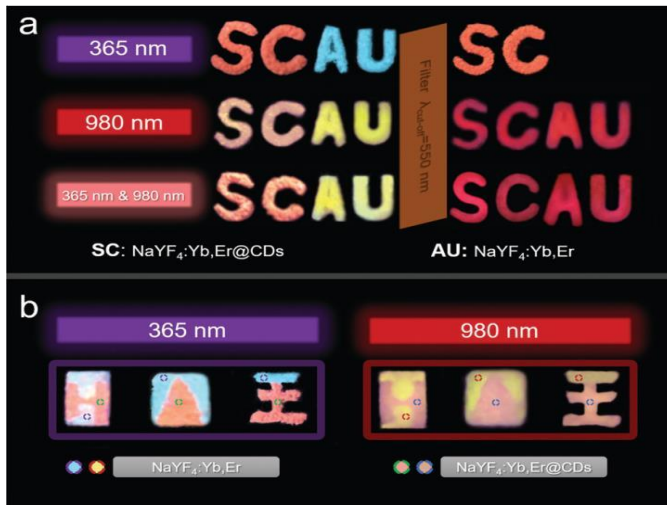 a
365 nm
SCAU
SC
Filter λcut-off=550 nm
980 nm
SCAU
SCAU
365 nm & 980 nm
SCAU
SCAU
SC: NaYF₄:Yb,Er@CDs
AU: NaYF₄:Yb,Er
b
365 nm
980 nm
NaYF₄:Yb,Er
NaYF₄:Yb,Er@CDs